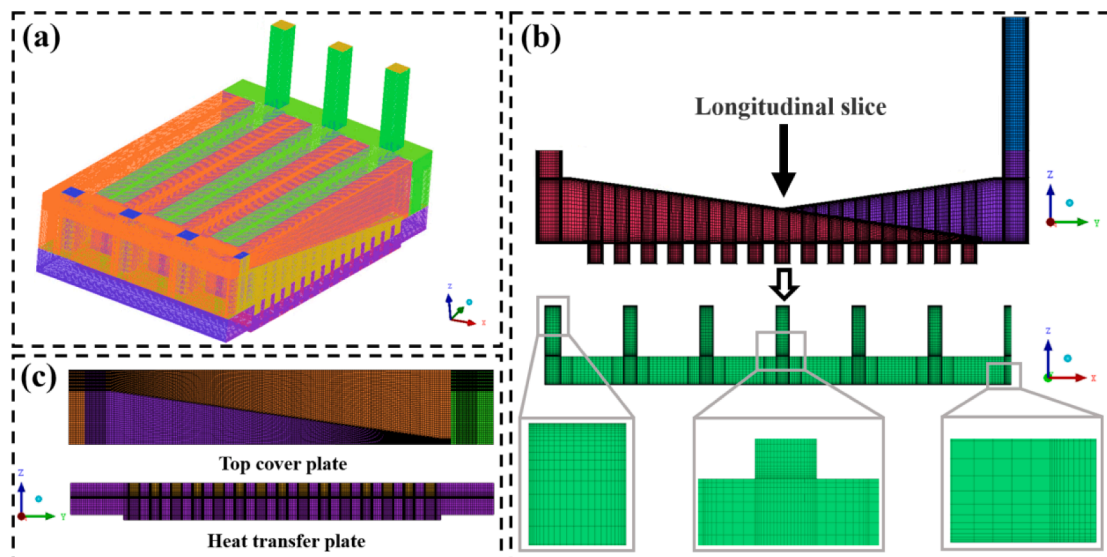 (a)
Z
X
(b)
Longitudinal slice
Z
Y
Z
X
(c)
Top cover plate
Z
Y
Heat transfer plate